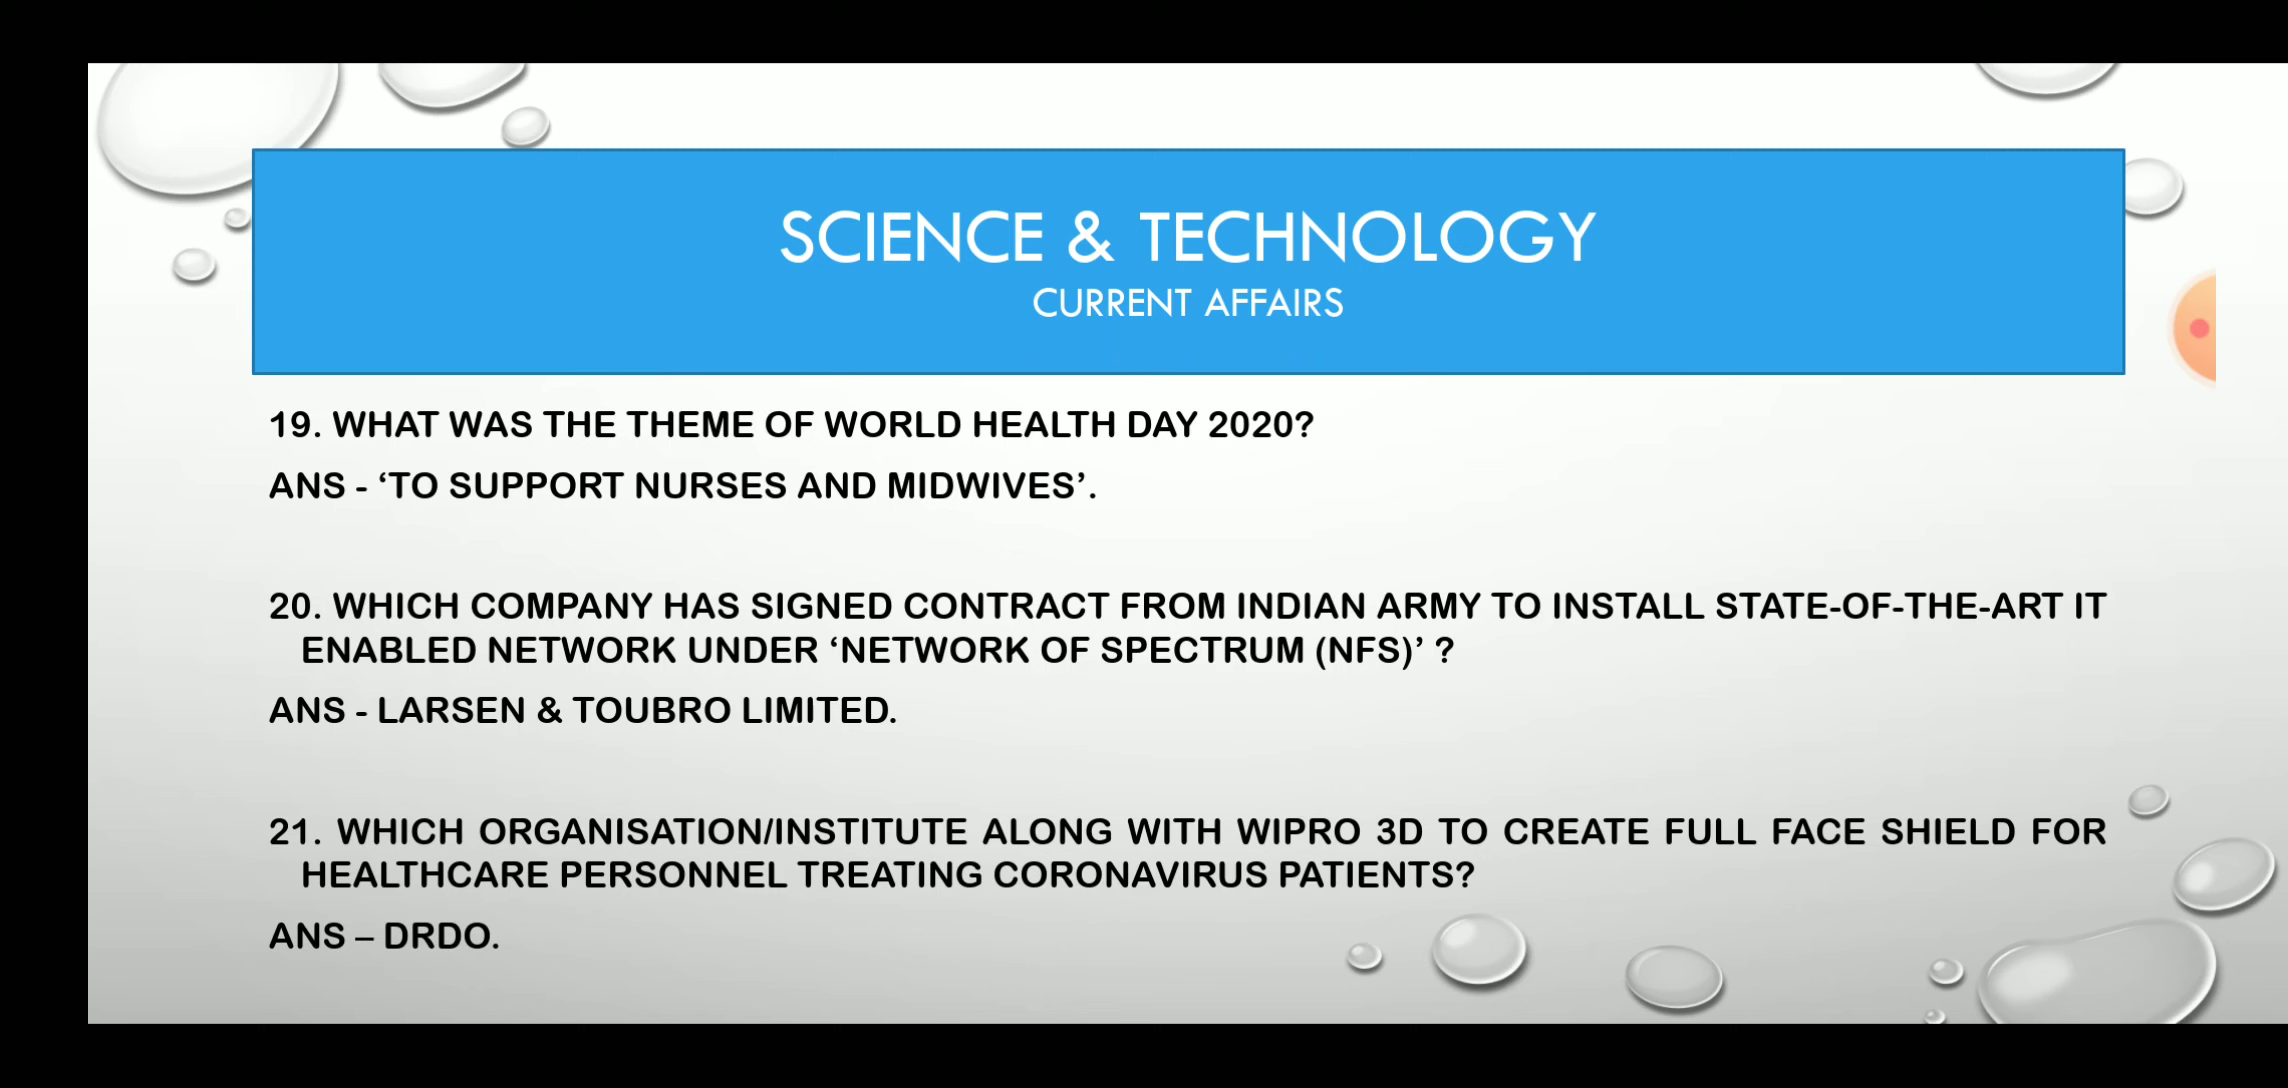 SCIENCE & TECHNOLOGY
CURRENT AFFAIRS
19. WHAT WAS THE THEME OF WORLD HEALTH DAY 2020?
ANS - ‘TO SUPPORT NURSES AND MIDWIVES’.
20. WHICH COMPANY HAS SIGNED CONTRACT FROM INDIAN ARMY TO INSTALL STATE-OF-THE-ART IT
ENABLED NETWORK UNDER ‘NETWORK OF SPECTRUM (NFS)’ ?
ANS - LARSEN & TOUBRO LIMITED.
21. WHICH ORGANISATION/INSTITUTE ALONG WITH WIPRO 3D TO CREATE FULL FACE SHIELD FOR
HEALTHCARE PERSONNEL TREATING CORONAVIRUS PATIENTS?
ANS – DRDO.